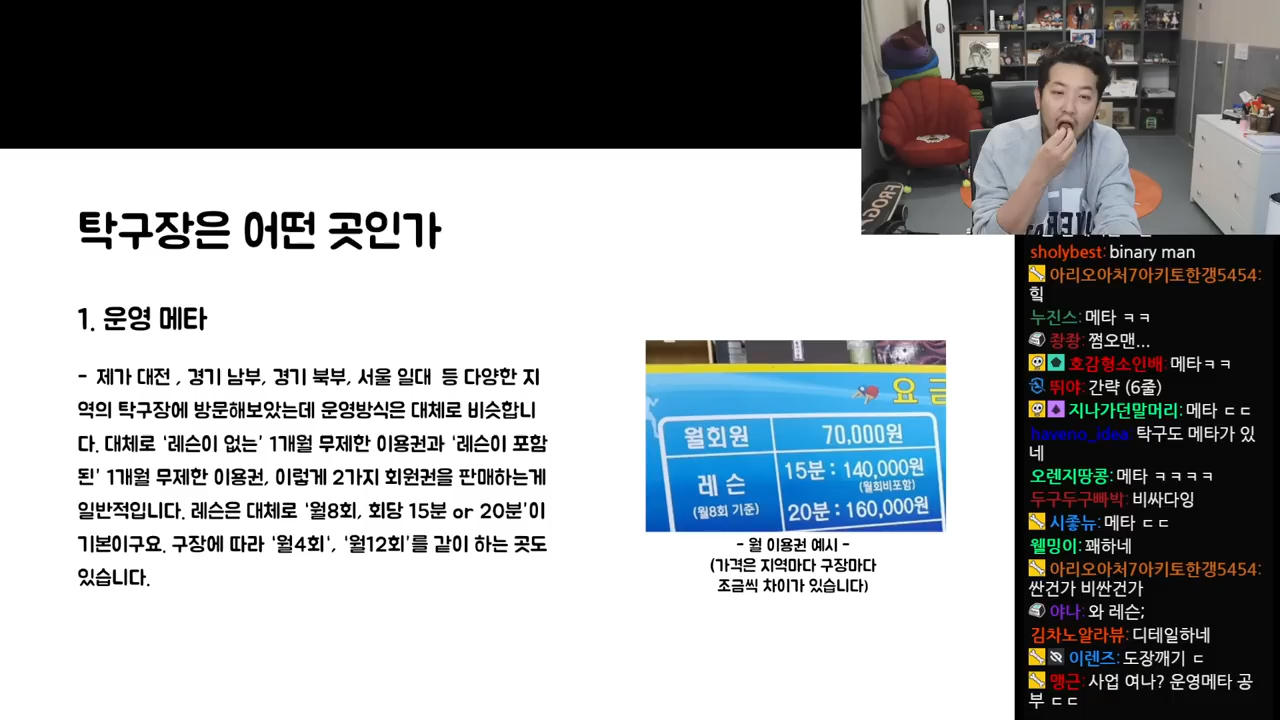 탁구장은 어떤 곳인가
1. 운영 메타
- 제가 대전 , 경기 남부, 경기 북부, 서울 일대 등 다양한 지
역의 탁구장에 방문해보았는데 운영방식은 대체로 비슷합니
다. 대체로 '레슨이 없는' 1개월 무제한 이용권과 '레슨이 포함
된' 1개월 무제한 이용권, 이렇게 2가지 회원권을 판매하는게
일반적입니다. 레슨은 대체로 '월8회, 회당 15분 or 20분'이
기본이구요. 구장에 따라 '월4회', '월12회'를 같이 하는 곳도
있습니다.
요금
월회원 70,000원
레슨 15분 : 140,000원
(월회비포함)
(월8회 기준) 20분 : 160,000원
- 월 이용권 예시 -
(가격은 지역마다 구장마다
조금씩 차이가 있습니다)
sholybest: binary man
아리오아처7아키토한갱5454:
힉
누진스: 메타 ㅋㅋ
좡좡: 쩜오맨...
호감형소인배: 메타ㅋㅋ
뛰야: 간략 (6줄)
지나가던말머리: 메타 ㄷㄷ
haveno_idea: 탁구도 메타가 있
네
오렌지땅콩: 메타 ㅋㅋㅋㅋ
두구두구빠박: 비싸다잉
시좋뉴: 메타 ㄷㄷ
웰밍이: 꽤하네
아리오아처7아키토한갱5454:
싼건가 비싼건가
야나: 와 레슨;
김차노알라뷰: 디테일하네
이렌즈: 도장깨기 ㄷ
맹근: 사업 여나? 운영메타 공
부 ㄷㄷ